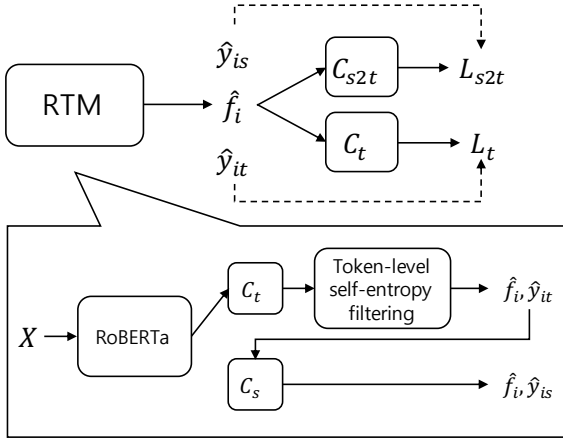 ŷ_is
C_s2t
L_s2t
RTM
f̂_i
C_t
L_t
ŷ_it
C_t
Token-level
self-entropy
filtering
f̂_i, ŷ_it
X
RoBERTa
C_s
f̂_i, ŷ_is